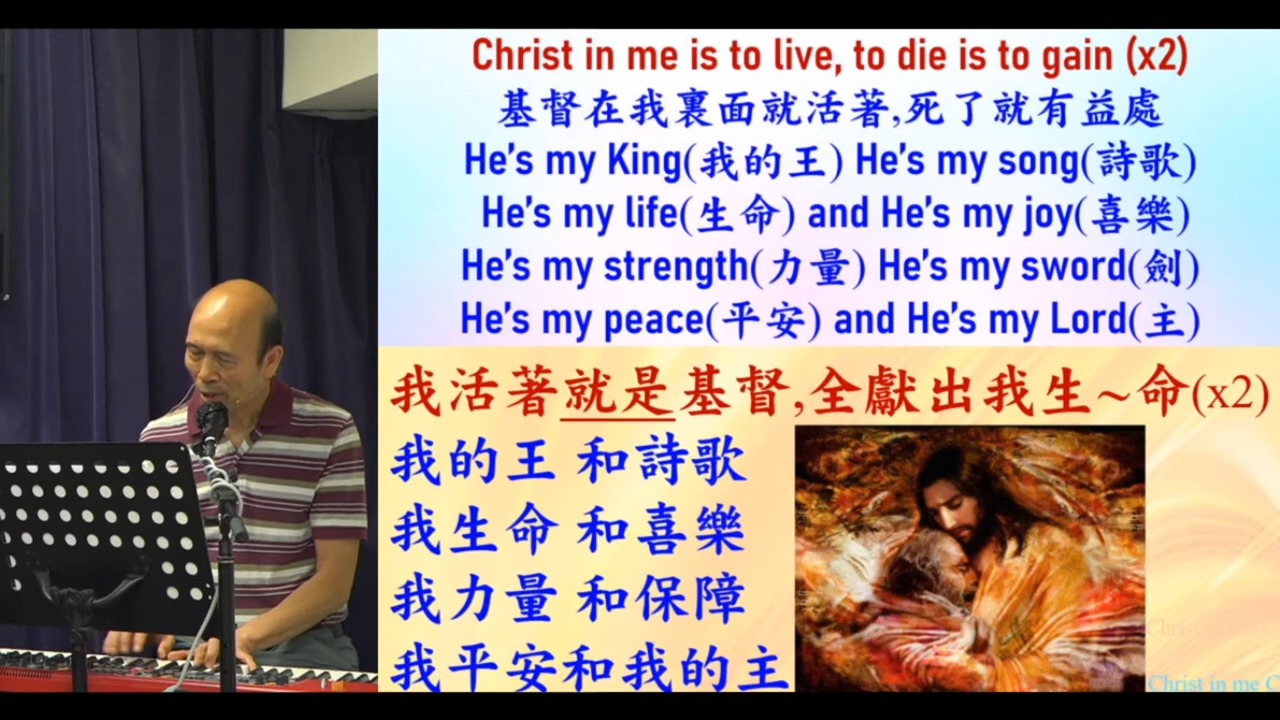 Christ in me is to live, to die is to gain (x2)
基督在我裏面就活著,死了就有益處
He's my King(我的王) He's my song(詩歌)
He's my life(生命) and He's my joy(喜樂)
He's my strength(力量) He's my sword(劍)
He's my peace(平安) and He's my Lord(主)
我活著就是基督,全獻出我生~命(x2)
我的王 和詩歌
我生命 和喜樂
我力量 和保障
我平安和我的主
Christ in me C